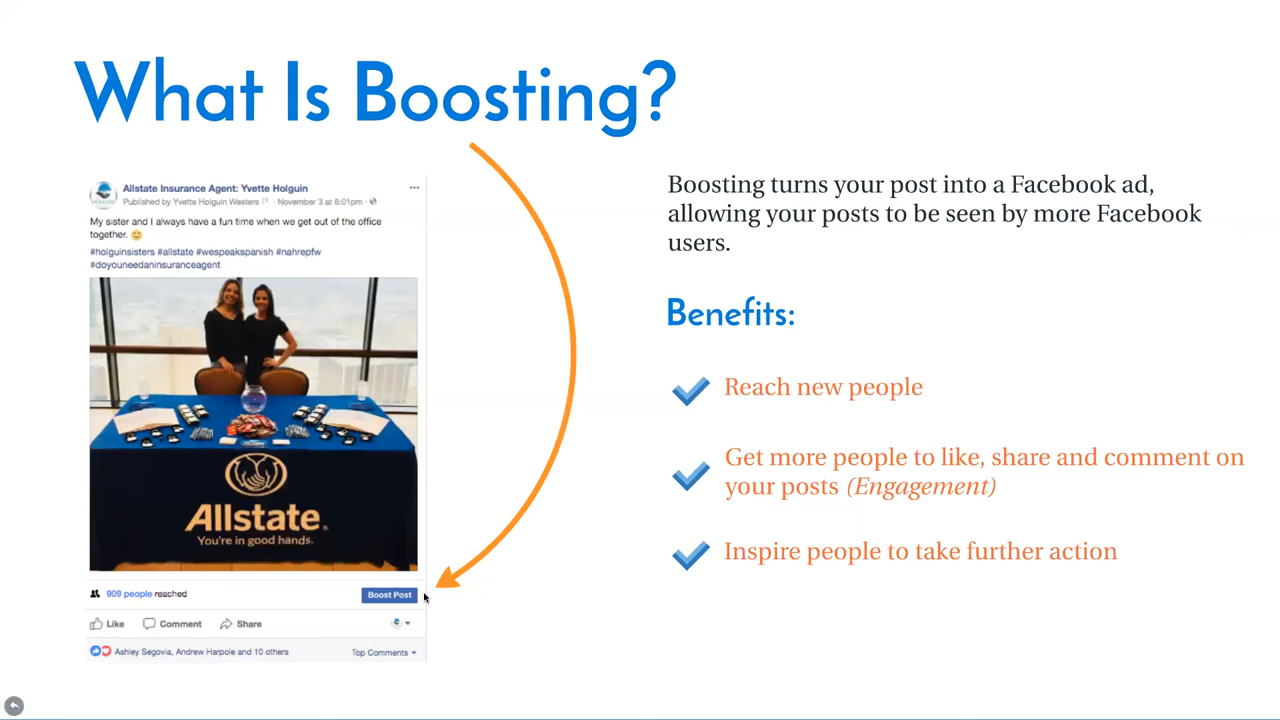 What Is Boosting?
Allstate Insurance Agent: Yvette Holguin
Published by Yvette Holguin Westers · November 3 at 6:01pm ·
My sister and I always have a fun time when we get out of the office
together. 😊
#holguinsisters #allstate #wespeakspanish #nahrepfw
#doyouneedaninsuranceagent
Allstate.
You're in good hands.
909 people reached
Boost Post
Like Comment Share
Ashley Segovia, Andrew Harpole and 10 others
Top Comments
Boosting turns your post into a Facebook ad,
allowing your posts to be seen by more Facebook
users.
Benefits:
Reach new people
Get more people to like, share and comment on
your posts (Engagement)
Inspire people to take further action